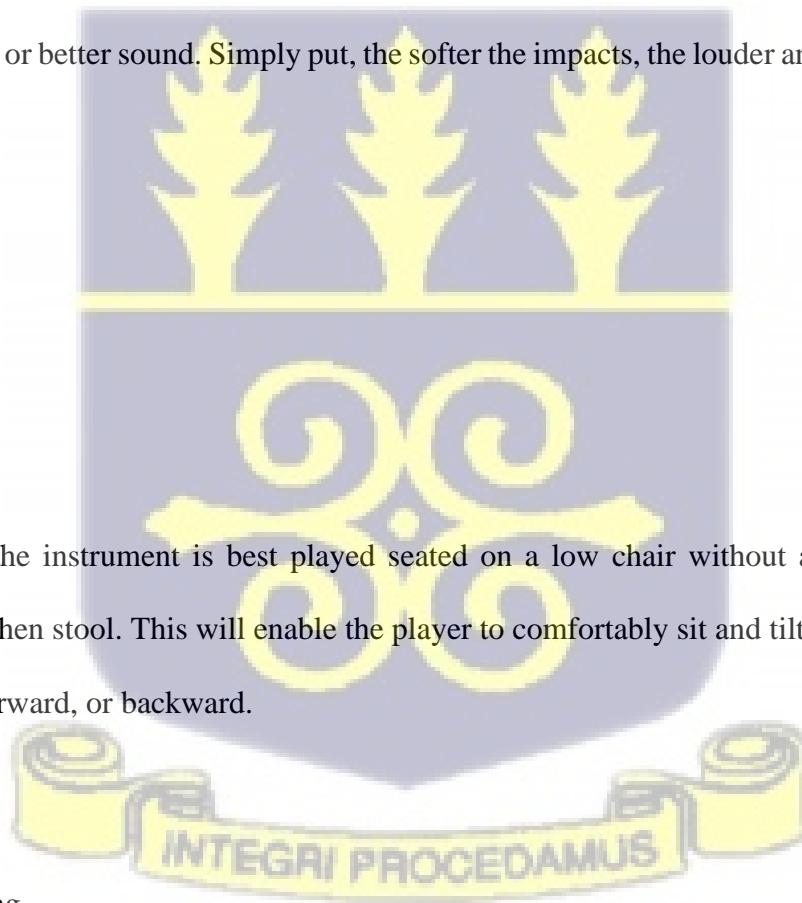 or better sound. Simply put, the softer the impacts, the louder
he instrument is best played seated on a low chair without
hen stool. This will enable the player to comfortably sit and tilt
rward, or backward.
INTEGRI PROCEDAMUS